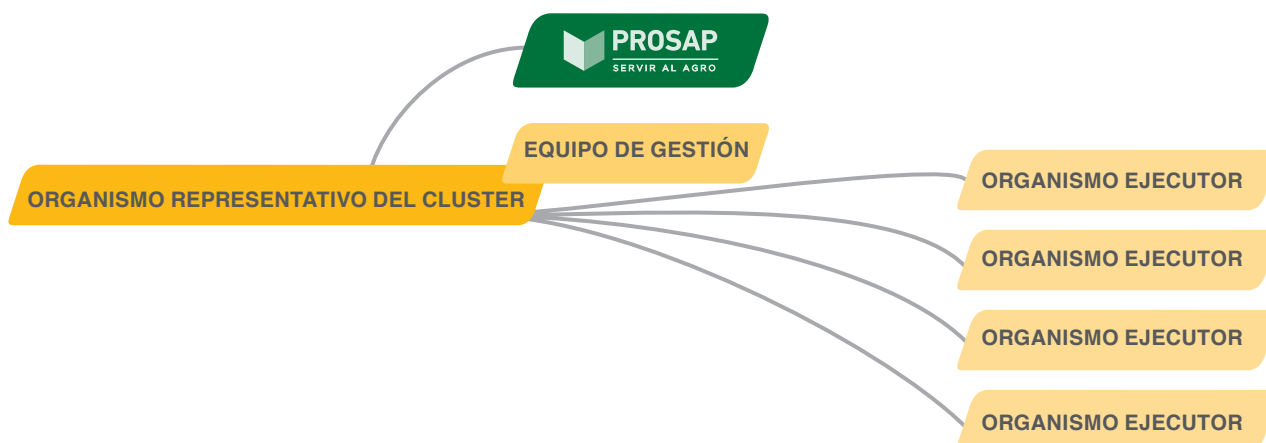 PROSAP
SERVIR AL AGRO
EQUIPO DE GESTIÓN
ORGANISMO REPRESENTATIVO DEL CLUSTER
ORGANISMO EJECUTOR
ORGANISMO EJECUTOR
ORGANISMO EJECUTOR
ORGANISMO EJECUTOR